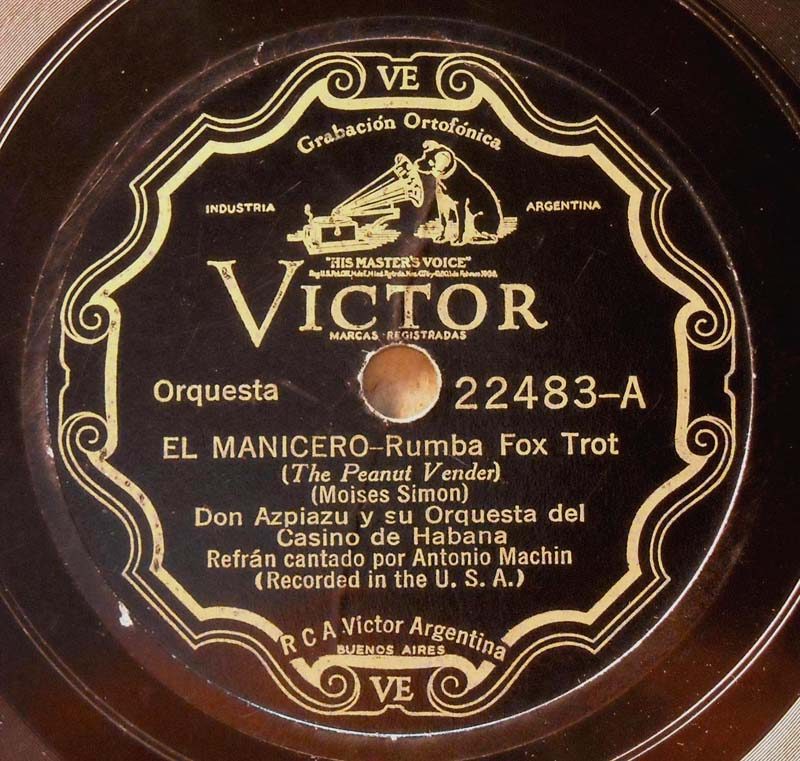 VE
Grabación Ortofónica
INDUSTRIA ARGENTINA
"HIS MASTER'S VOICE"
VICTOR
MARCAS REGISTRADAS
Orquesta 22483-A
EL MANICERO-Rumba Fox Trot
(The Peanut Vender)
(Moises Simon)
Don Azpiazu y su Orquesta del
Casino de Habana
Refrán cantado por Antonio Machin
(Recorded in the U. S. A.)
R C A Victor Argentina
BUENOS AIRES
VE